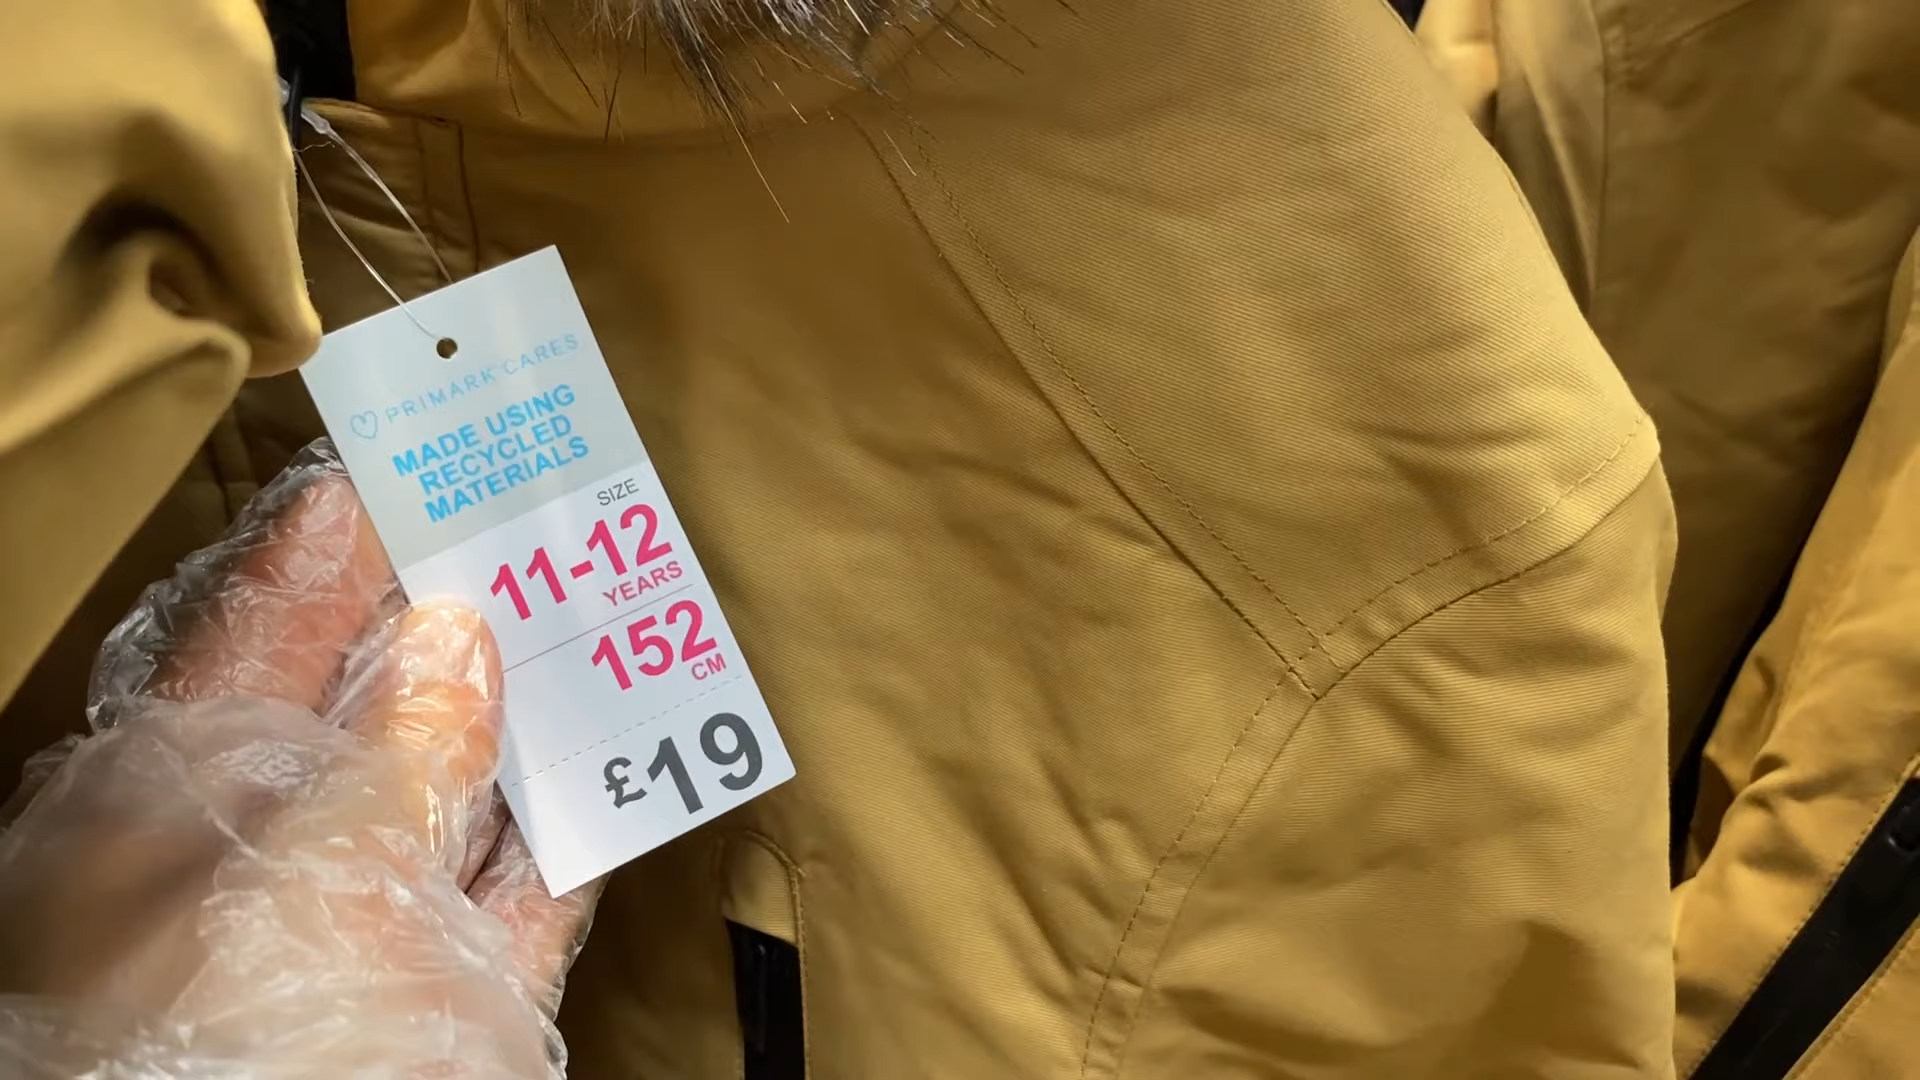 PRIMARK CARES
MADE USING
RECYCLED
MATERIALS
SIZE
11-12
YEARS
152
CM
£19